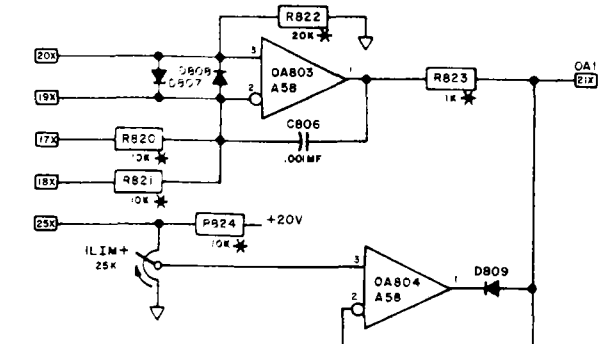 R822
20K
20X
3
D808
D807
OA803
A58
1
R823
1K
OA1
21X
19X
2
C806
.001MF
17X
R820
10K
18X
R821
10K
25X
R824
+20V
10K
ILIM+
25K
3
OA804
A58
1
D809
2